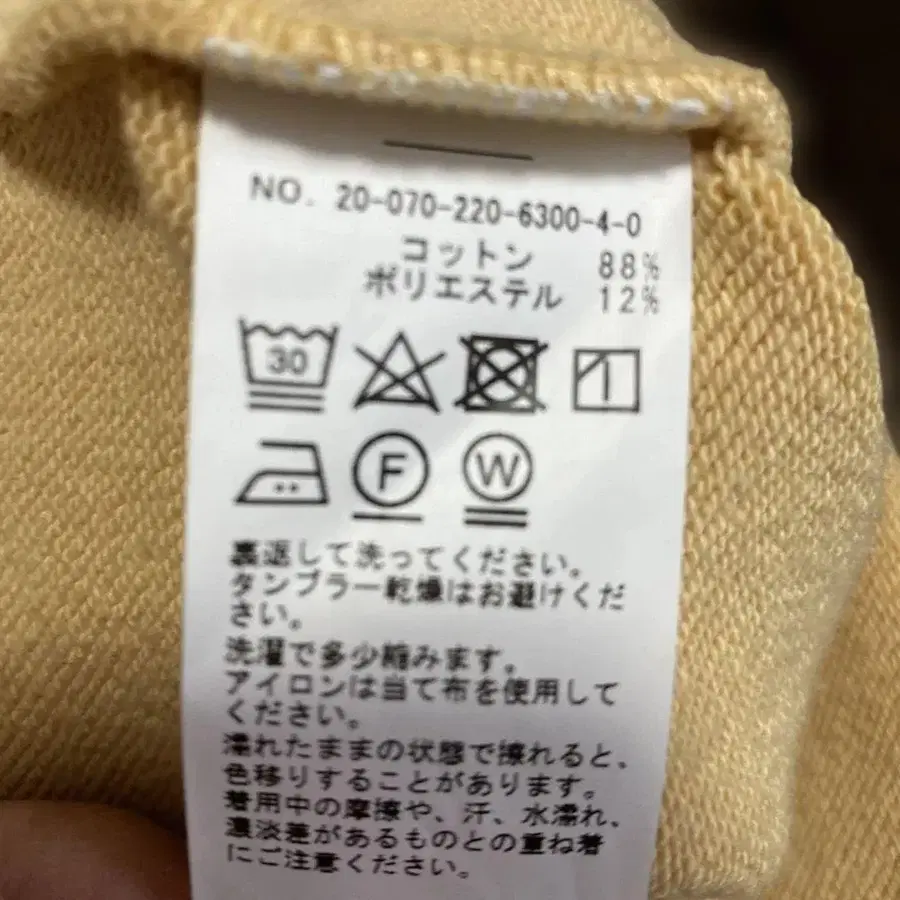 NO. 20-070-220-6300-4-0
コットン 88%
ポリエステル 12%
30
F W
裏返して洗ってください。
タンブラー乾燥はお避けくだ
さい。
洗濯で多少縮みます。
アイロンは当て布を使用して
ください。
濡れたままの状態で擦れると、
色移りすることがあります。
着用中の摩擦や、汗、水濡れ、
濃淡差があるものとの重ね着
にご注意ください。